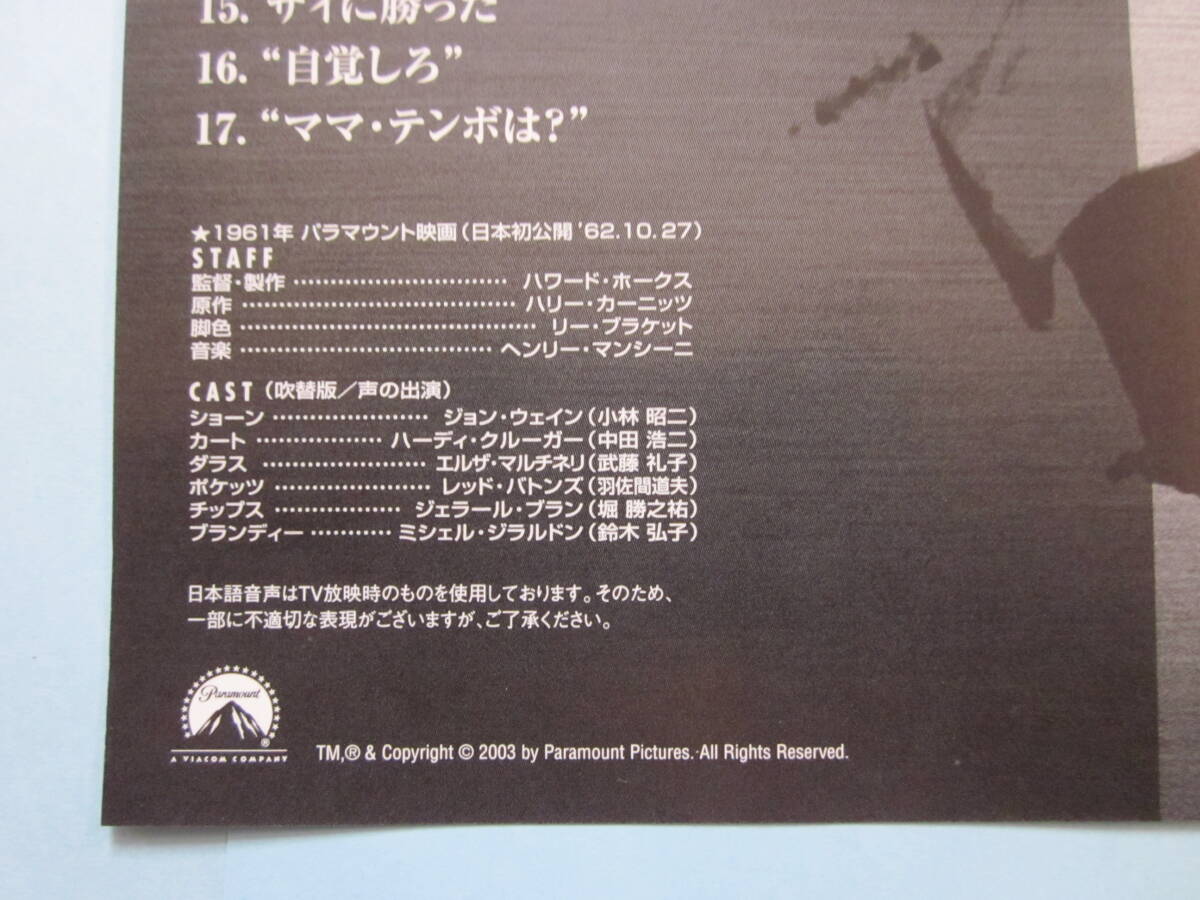 15. サイに勝った
16. “自覚しろ”
17. “ママ・テンボは?”
★1961年 パラマウント映画(日本初公開 '62.10.27)
STAFF
監督・製作 ハワード・ホークス
原作 ハリー・カーニッツ
脚色 リー・ブラケット
音楽 ヘンリー・マンシーニ
CAST(吹替版/声の出演)
ショーン ジョン・ウェイン(小林 昭二)
カート ハーディ・クルーガー(中田 浩二)
ダラス エルザ・マルチネリ(武藤 礼子)
ポケッツ レッド・バトンズ(羽佐間道夫)
チップス ジェラール・ブラン(堀 勝之祐)
ブランディー ミシェル・ジラルドン(鈴木 弘子)
日本語音声はTV放映時のものを使用しております。そのため、
一部に不適切な表現がございますが、ご了承ください。
Paramount
®
A VIACOM COMPANY
TM,® & Copyright © 2003 by Paramount Pictures. All Rights Reserved.